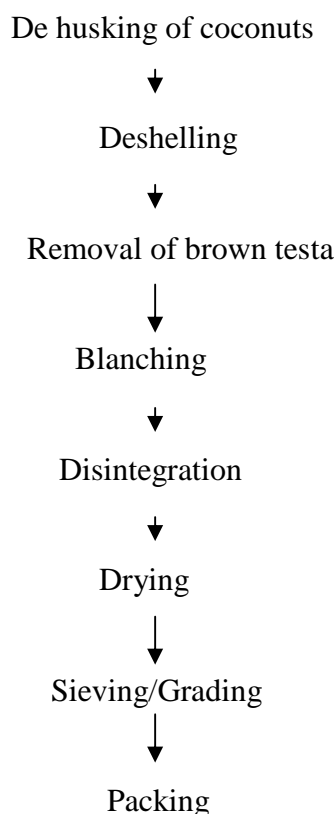 De husking of coconuts
Deshelling
Removal of brown testa
Blanching
Disintegration
Drying
Sieving/Grading
Packing